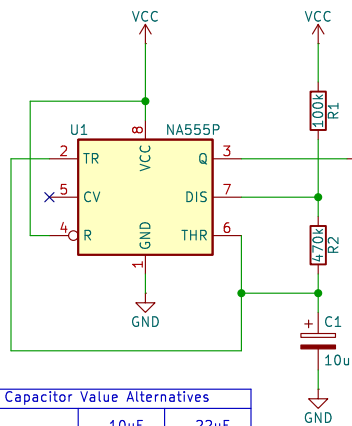 VCC
VCC
U1
NA555P
8
100k
R1
2
TR
VCC
Q
3
5
CV
DIS
7
4
R
GND
THR
6
470k
R2
1
GND
+
C1
10u
Capacitor Value Alternatives
GND
10uF
22uF